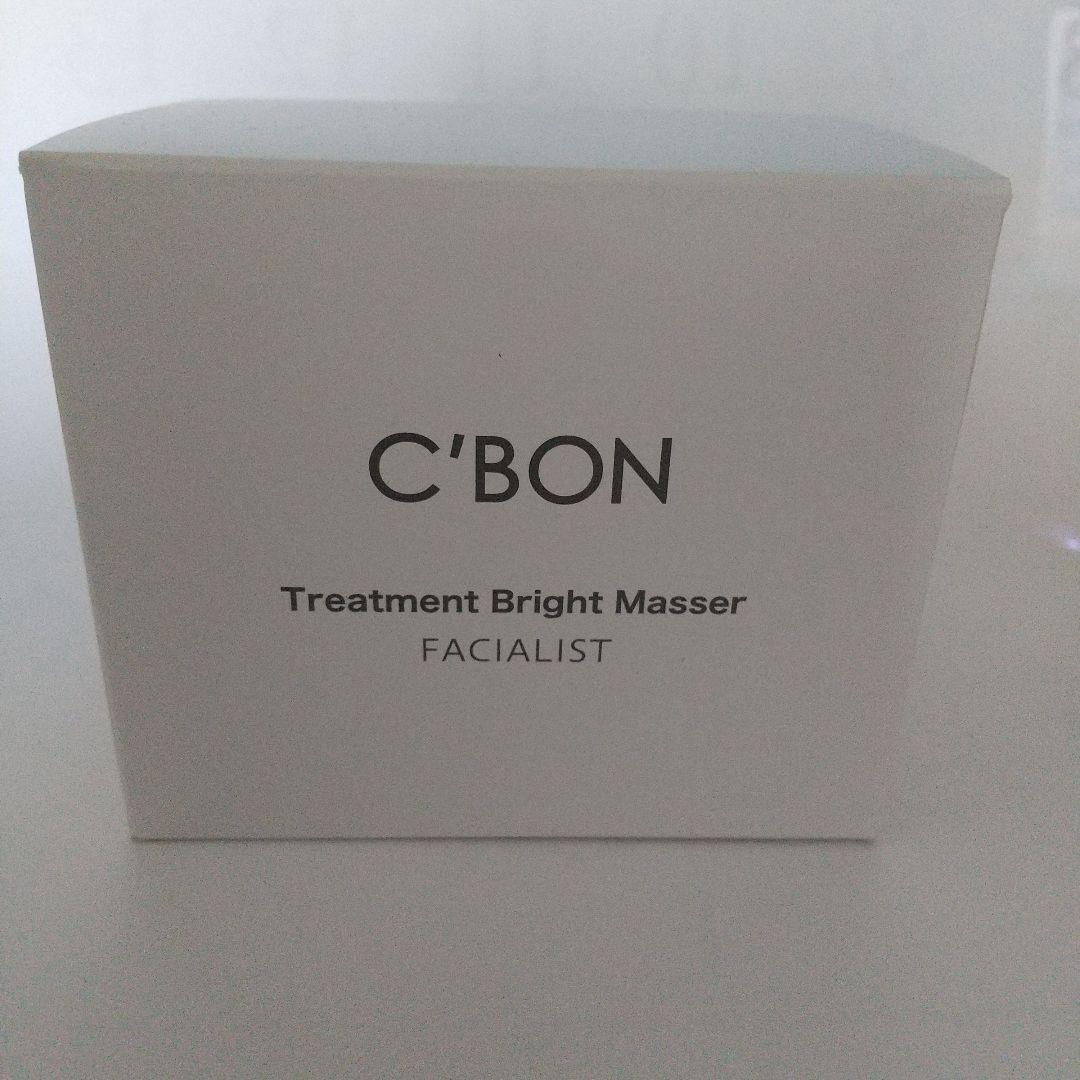 C'BON
Treatment Bright Masser
FACIALIST